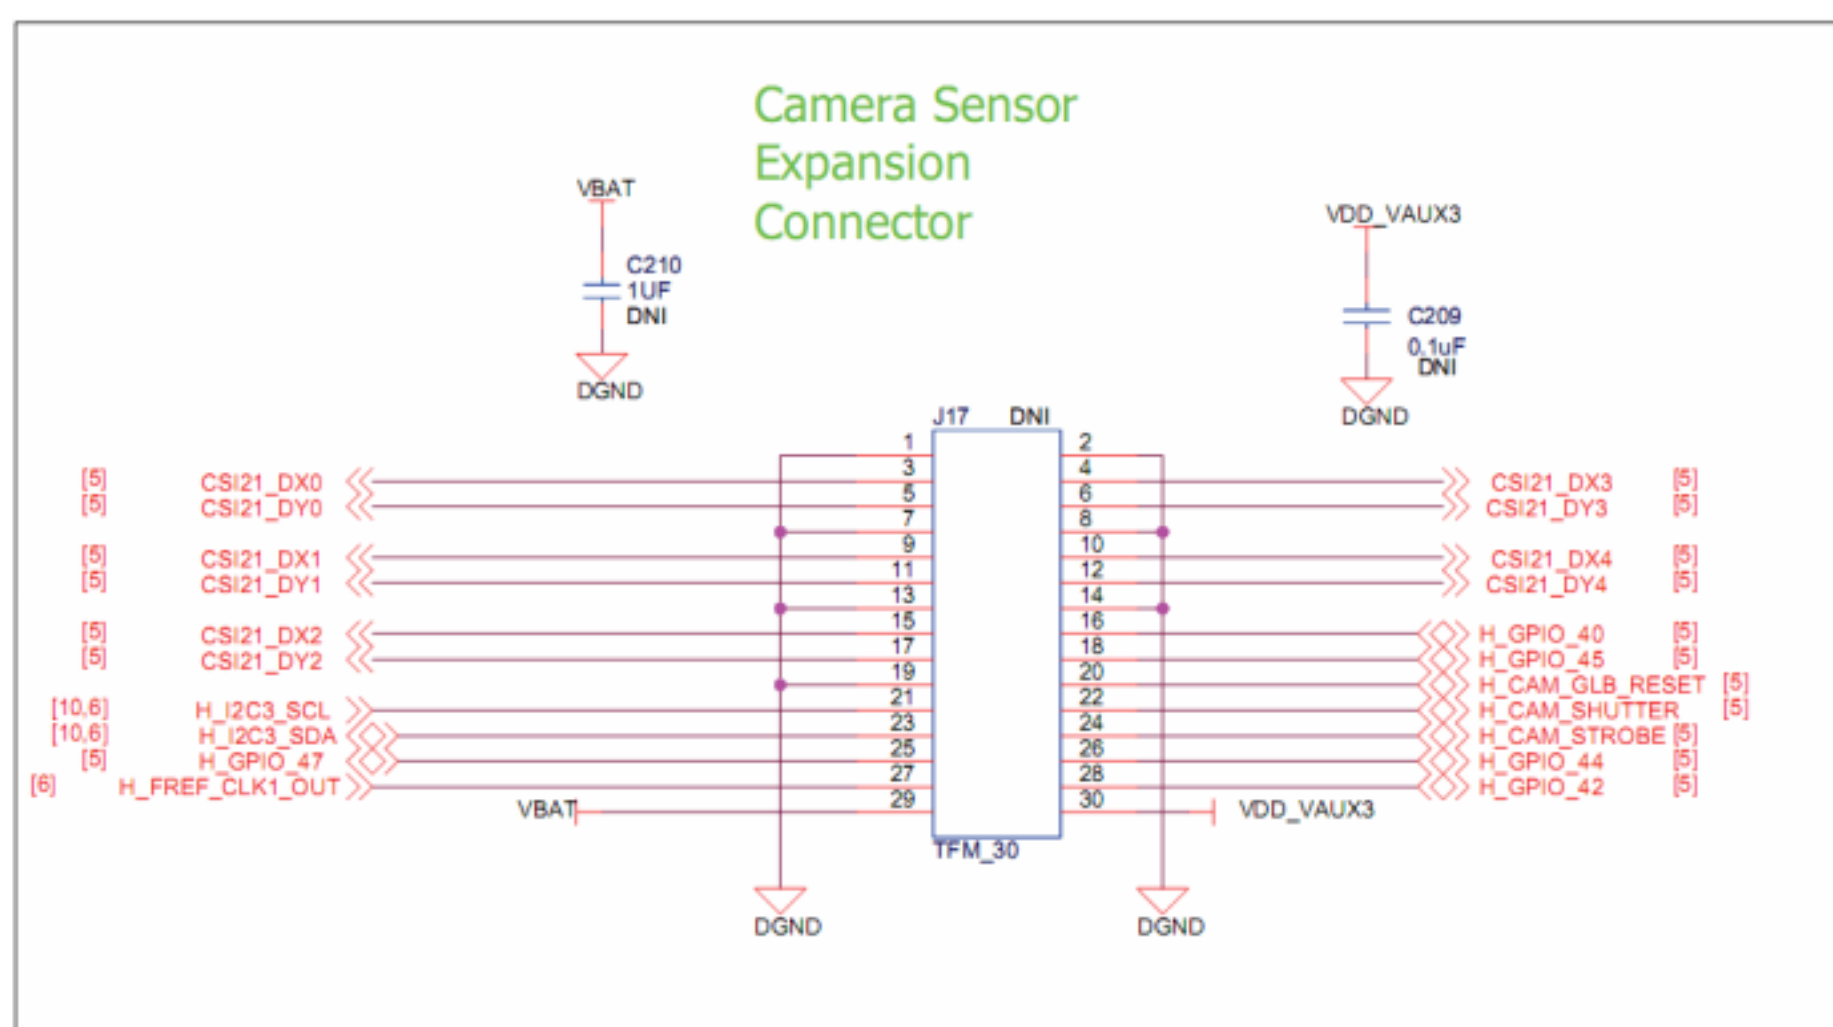 Camera Sensor
Expansion
Connector
VBAT
C210
1UF
DNI
DGND
VDD_VAUX3
C209
0.1uF
DNI
DGND
J17 DNI
1 2
3 4
[5] CSI21_DX0 CSI21_DX3 [5]
5 6
[5] CSI21_DY0 CSI21_DY3 [5]
7 8
9 10
[5] CSI21_DX1 CSI21_DX4 [5]
11 12
[5] CSI21_DY1 CSI21_DY4 [5]
13 14
15 16
[5] CSI21_DX2 H_GPIO_40 [5]
17 18
[5] CSI21_DY2 H_GPIO_45 [5]
19 20
H_CAM_GLB_RESET [5]
21 22
[10,6] H_I2C3_SCL H_CAM_SHUTTER [5]
23 24
[10,6] H_I2C3_SDA H_CAM_STROBE [5]
25 26
[5] H_GPIO_47 H_GPIO_44 [5]
27 28
[6] H_FREF_CLK1_OUT H_GPIO_42 [5]
29 30
VBAT VDD_VAUX3
TFM_30
DGND DGND